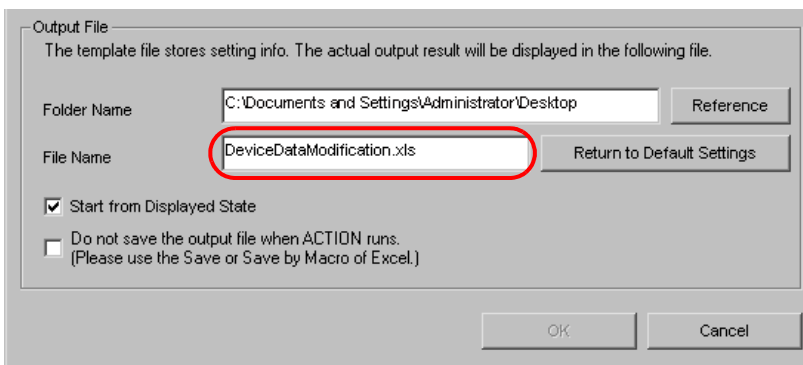 Output File
The template file stores setting info. The actual output result will be displayed in the following file.
Folder Name
C:\Documents and Settings\Administrator\Desktop
Reference
File Name
DeviceDataModification.xls
Return to Default Settings
Start from Displayed State
Do not save the output file when ACTION runs.
(Please use the Save or Save by Macro of Excel.)
OK
Cancel